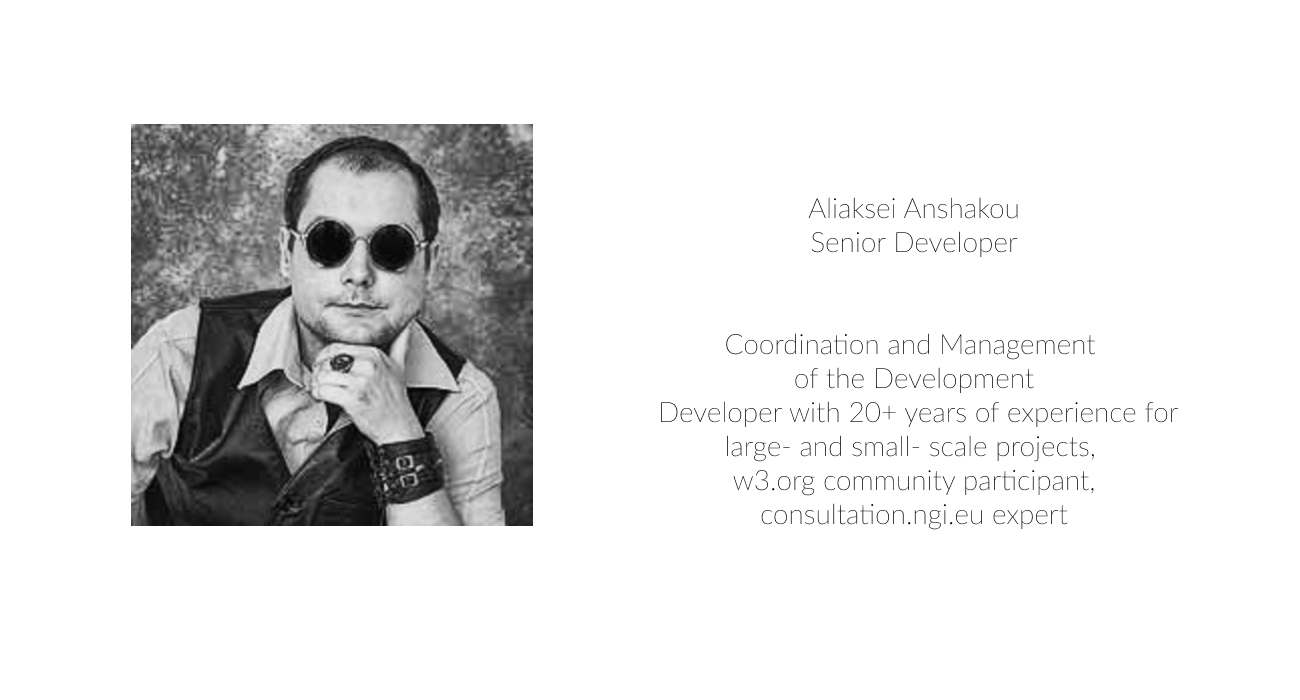 Aliaksei Anshakou
Senior Developer
Coordination and Management
of the Development
Developer with 20+ years of experience for
large- and small- scale projects,
w3.org community participant,
consultation.ngi.eu expert